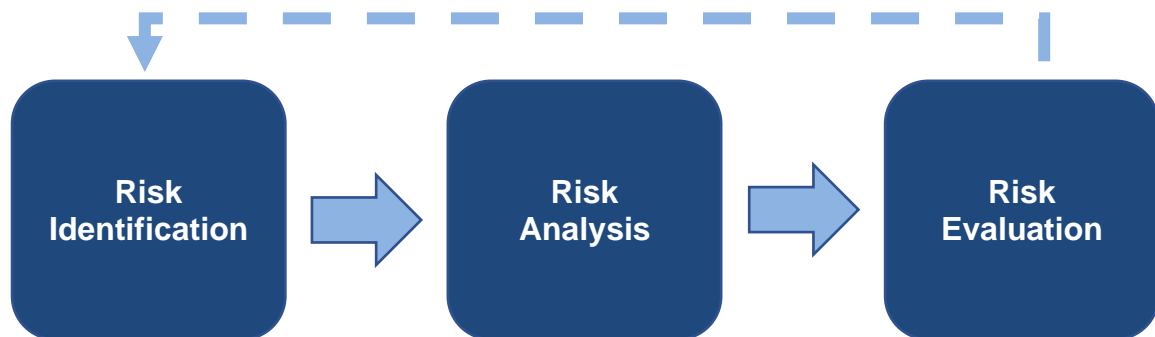 Risk
Identification
Risk
Analysis
Risk
Evaluation